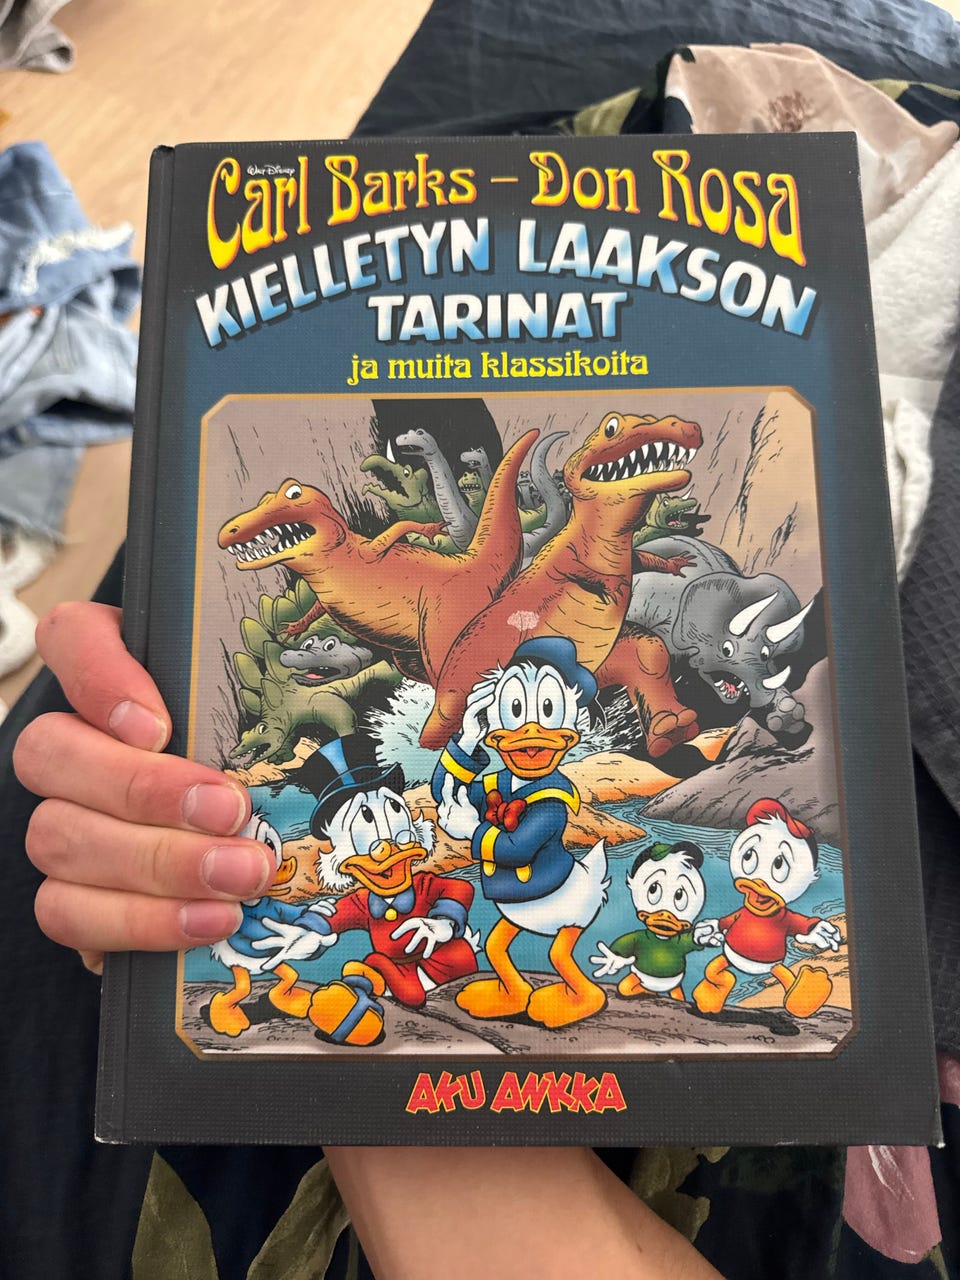 Walt Disney
Carl Barks – Don Rosa
KIELLETYN LAAKSON
TARINAT
ja muita klassikoita
AKU ANKKA